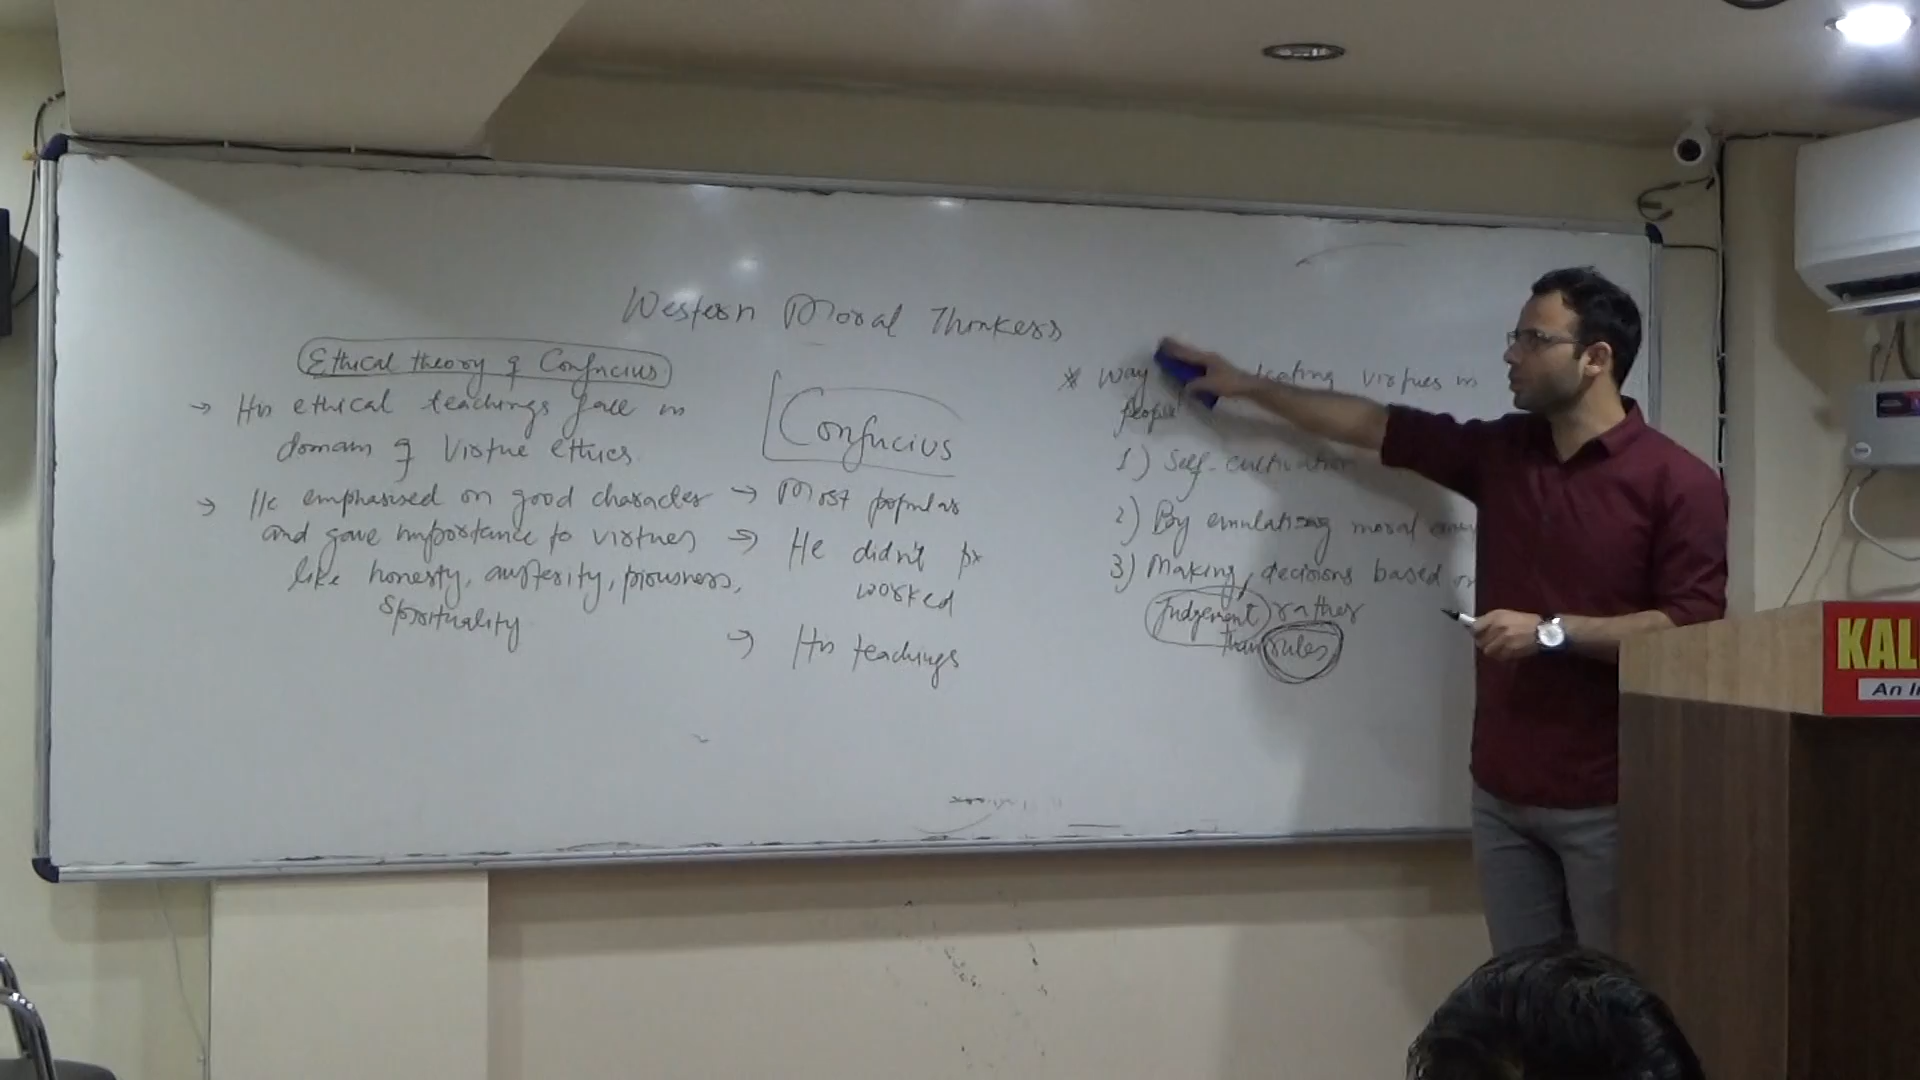 Western Moral Thinkers
Ethical theory of Confucius
→ His ethical teachings fall in
domain of Virtue ethics.
→ He emphasised on good character
and gave importance to virtues
like honesty, austerity, piousness,
Spirituality
Confucius
→ Most popular
→ He didn't
worked
→ His teachings
* Way virtues in
people
1) Self-cultivation
2) By emulating moral
3) Making decisions based on
Judgement rather
than rules
KAL
An